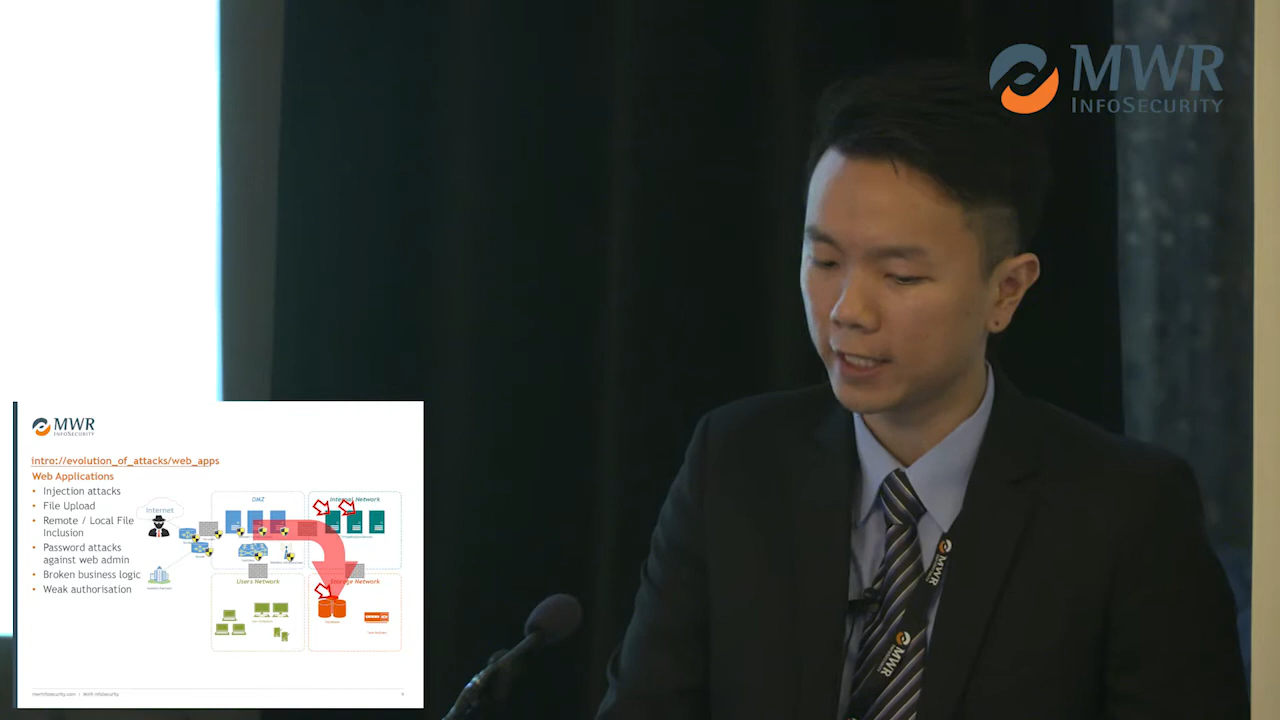 MWR
INFOSECURITY
MWR
INFOSECURITY
intro://evolution_of_attacks/web_apps
Web Applications
• Injection attacks
• File Upload
• Remote / Local File
Inclusion
• Password attacks
against web admin
• Broken business logic
• Weak authorisation
Internet
DMZ
Internal Network
Users Network
Storage Network
mwrinfosecurity.com | MWR InfoSecurity
MWR
MWR